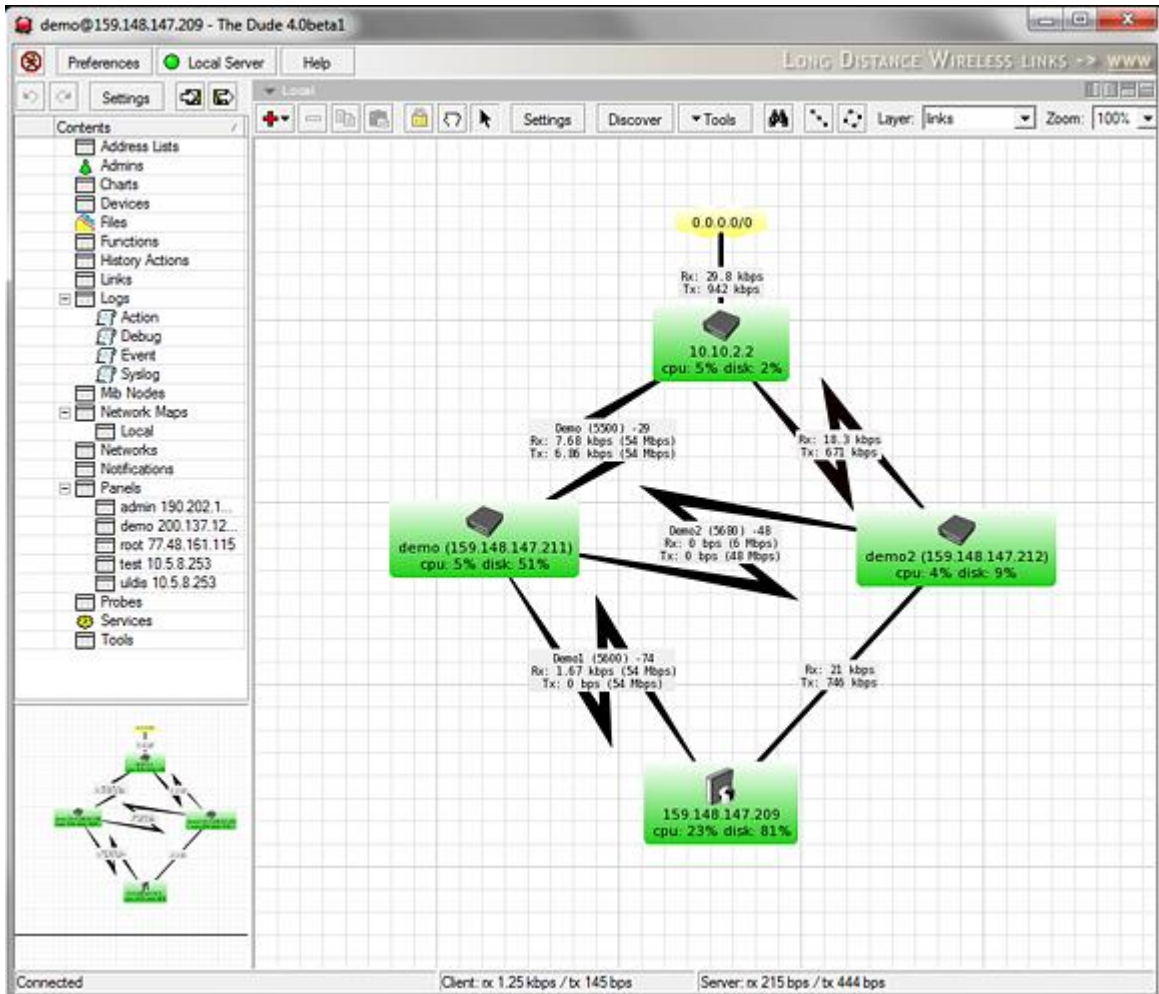 demo@159.148.147.209 - The Dude 4.0beta1
Preferences Local Server Help
LONG DISTANCE WIRELESS LINKS -> WWW
Settings
Local
Settings Discover Tools Layer: links Zoom: 100%
Contents
Address Lists
Admins
Charts
Devices
Files
Functions
History Actions
Links
Logs
Action
Debug
Event
Syslog
Mib Nodes
Network Maps
Local
Networks
Notifications
Panels
admin 190.202.1...
demo 200.137.12...
root 77.48.161.115
test 10.5.8.253
uldis 10.5.8.253
Probes
Services
Tools
0.0.0.0/0
Rx: 29.8 kbps
Tx: 942 kbps
10.10.2.2
cpu: 5% disk: 2%
Demo (5500) -29
Rx: 7.68 kbps (54 Mbps)
Tx: 6.86 kbps (54 Mbps)
Rx: 18.3 kbps
Tx: 671 kbps
demo (159.148.147.211)
cpu: 5% disk: 51%
Demo2 (5680) -48
Rx: 0 bps (6 Mbps)
Tx: 0 bps (48 Mbps)
demo2 (159.148.147.212)
cpu: 4% disk: 9%
Demo1 (5600) -74
Rx: 1.67 kbps (54 Mbps)
Tx: 0 bps (54 Mbps)
Rx: 21 kbps
Tx: 746 kbps
159.148.147.209
cpu: 23% disk: 81%
Connected
Client: rx 1.25 kbps / tx 145 bps
Server: rx 215 bps / tx 444 bps